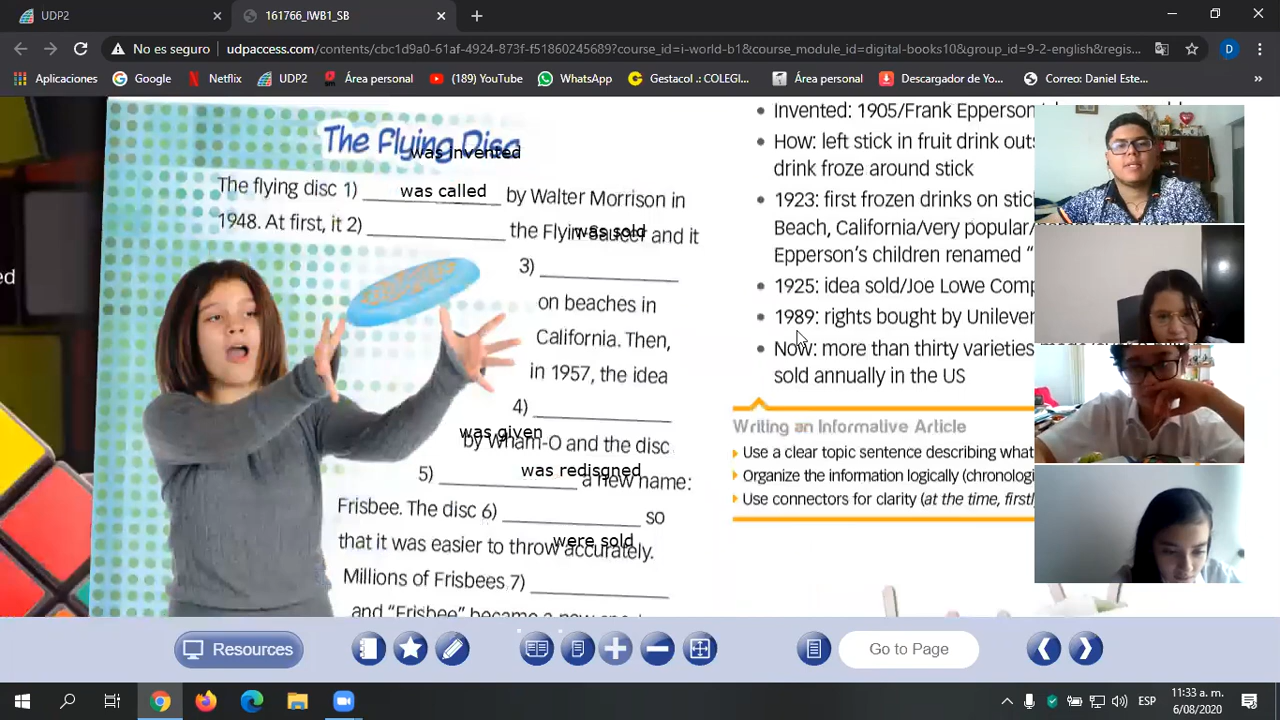 UDP2
161766_IWB1_SB
No es seguro
udpaccess.com/contents/cbc1d9a0-61af-4924-873f-f51860245689?course_id=i-world-b1&course_module_id=digital-books10&group_id=9-2-english&regis...
D
Aplicaciones
Google
Netflix
UDP2
Área personal
(189) YouTube
WhatsApp
Gestacol .: COLEGI...
Área personal
Descargador de Yo...
Correo: Daniel Este...
»
ed
The Flying Disc
was invented
The flying disc 1) was called by Walter Morrison in
1948. At first, it 2) the Flyin Saucer and it
was sold
3)
on beaches in
California. Then,
in 1957, the idea
4)
was given
by Wham-O and the disc
was redisgned
5) a new name:
Frisbee. The disc 6) so
were sold
that it was easier to throw accurately.
Millions of Frisbees 7)
and "Frisbee" became a new
Invented: 1905/Frank Epperson
How: left stick in fruit drink outs
drink froze around stick
1923: first frozen drinks on stic
Beach, California/very popular/
Epperson's children renamed "
1925: idea sold/Joe Lowe Comp
1989: rights bought by Unilever
Now: more than thirty varieties
sold annually in the US
Writing an Informative Article
Use a clear topic sentence describing what
Organize the information logically (chronologi
Use connectors for clarity (at the time, firstly
Resources
Go to Page
ESP
11:33 a. m.
6/08/2020